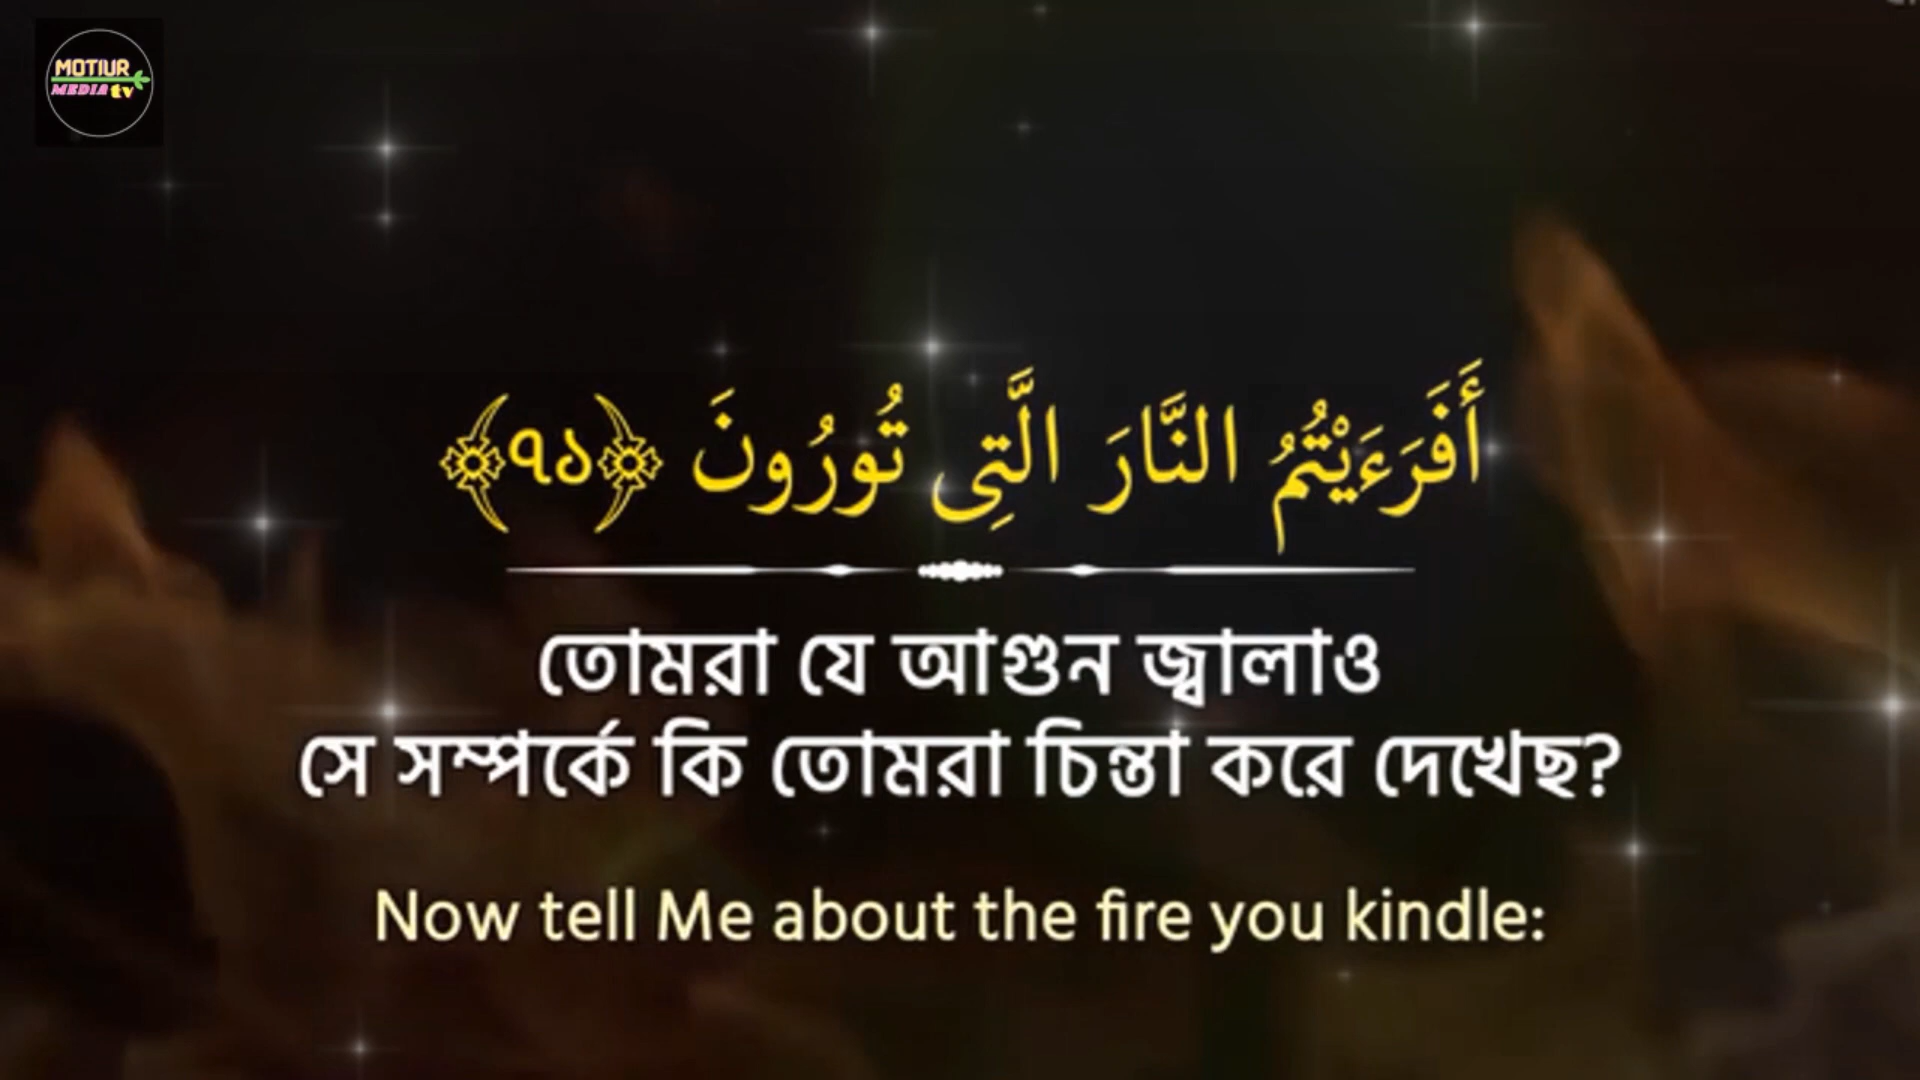 MOTIUR
MEDIA tv
أَفَرَءَيْتُمُ النَّارَ الَّتِى تُورُونَ ﴿৭১﴾
তোমরা যে আগুন জ্বালাও
সে সম্পর্কে কি তোমরা চিন্তা করে দেখেছ?
Now tell Me about the fire you kindle: